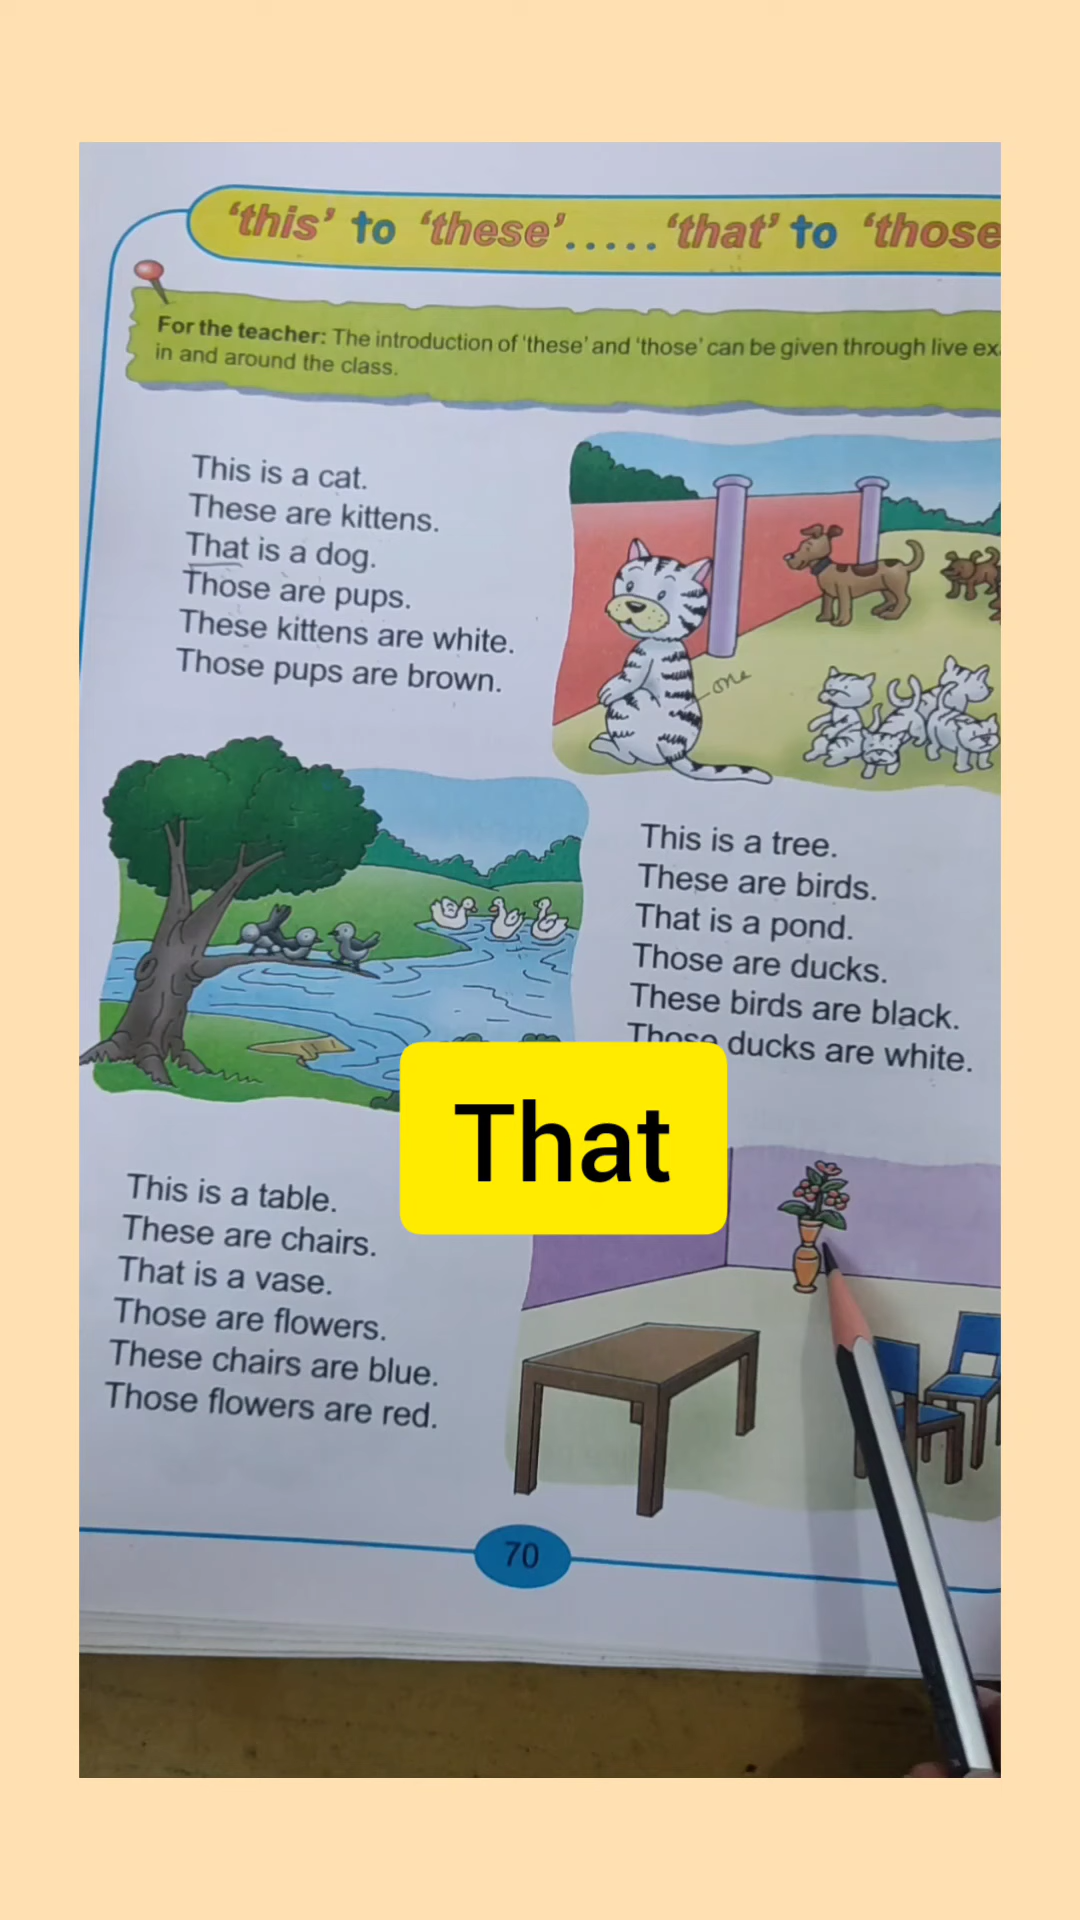 'this' to 'these'.....'that' to 'those
For the teacher: The introduction of 'these' and 'those' can be given through live ex
in and around the class.
This is a cat.
These are kittens.
That is a dog.
Those are pups.
These kittens are white.
Those pups are brown.
one
This is a tree.
These are birds.
That is a pond.
Those are ducks.
These birds are black.
Those ducks are white.
That
This is a table.
These are chairs.
That is a vase.
Those are flowers.
These chairs are blue.
Those flowers are red.
70